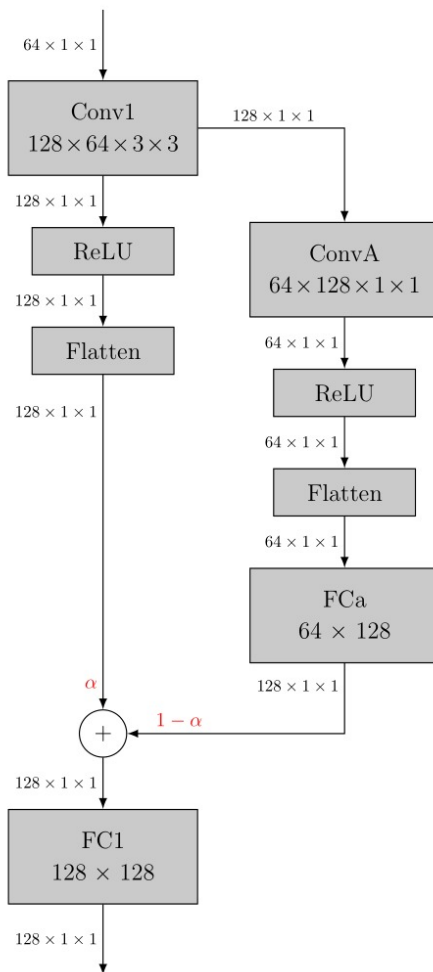 64 × 1 × 1
Conv1
128×64×3×3
128 × 1 × 1
128 × 1 × 1
ReLU
128 × 1 × 1
Flatten
128 × 1 × 1
ConvA
64×128×1×1
64 × 1 × 1
ReLU
64 × 1 × 1
Flatten
64 × 1 × 1
FCa
64 × 128
128 × 1 × 1
α
1 − α
+
128 × 1 × 1
FC1
128 × 128
128 × 1 × 1